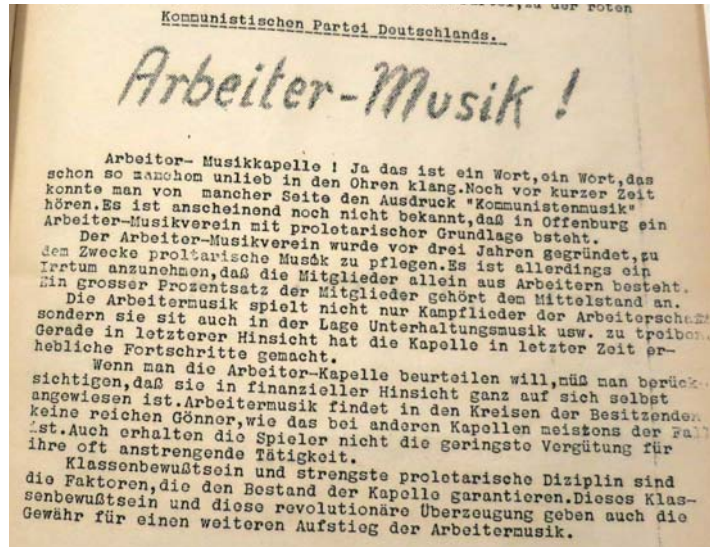 zu der roten
Kommunistischen Partei Deutschlands.
Arbeiter-Musik !
Arbeiter- Musikkapelle ! Ja das ist ein Wort,ein Wort,das
schon so manchem unlieb in den Ohren klang.Noch vor kurzer Zeit
konnte man von mancher Seite den Ausdruck "Kommunistenmusik"
hören.Es ist anscheinend noch nicht bekannt,daß in Offenburg ein
Arbeiter-Musikverein mit proletarischer Grundlage bsteht.
Der Arbeiter-Musikverein wurde vor drei Jahren gegründet,zu
dem Zwecke proltarische Musik zu pflegen.Es ist allerdings ein
Irrtum anzunehmen,daß die Mitglieder allein aus Arbeitern besteht.
Ein grosser Prozentsatz der Mitglieder gehört dem Mittelstand an.
Die Arbeitermusik spielt nicht nur Kampflieder der Arbeiterschaft
sondern sie sit auch in der Lage Unterhaltungsmusik usw. zu treiben.
Gerade in letzterer Hinsicht hat die Kapelle in letzter Zeit er-
hebliche Fortschritte gemacht.
Wenn man die Arbeiter-Kapelle beurteilen will,müß man berück-
sichtigen,daß sie in finanzieller Hinsicht ganz auf sich selbst
angewiesen ist.Arbeitermusik findet in den Kreisen der Besitzenden
keine reichen Gönner,wie das bei anderen Kapellen meistens der Fall
ist.Auch erhalten die Spieler nicht die geringste Vergütung für
ihre oft anstrengende Tätigkeit.
Klassenbewußtsein und strengste proletarische Diziplin sind
die Faktoren,die den Bestand der Kapelle garantieren.Dieses Klas-
senbewußtsein und diese revolutionäre Überzeugung geben auch die
Gewähr für einen weiteren Aufstieg der Arbeitermusik.